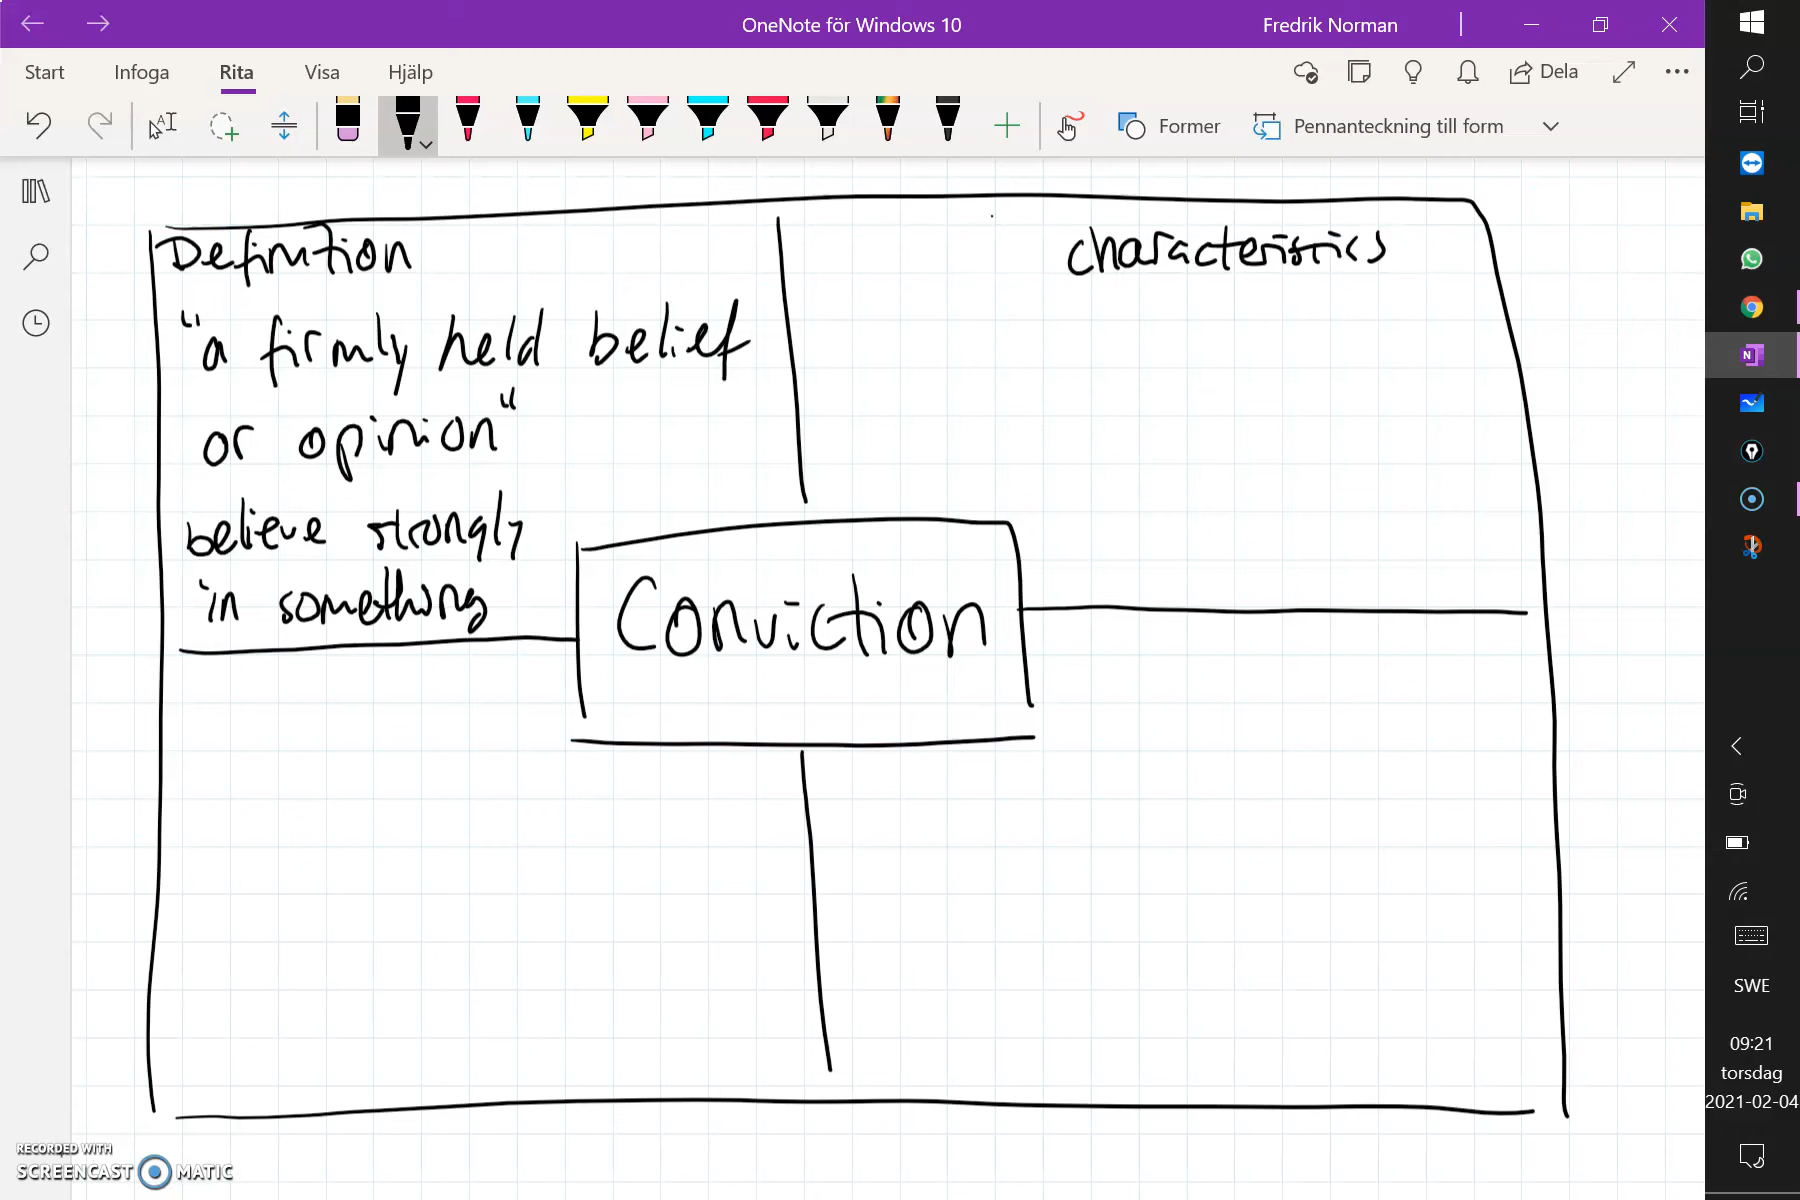 OneNote för Windows 10
Fredrik Norman
Start Infoga Rita Visa Hjälp
Dela
Former
Pennanteckning till form
Definition
"a firmly held belief
or opinion"
believe strongly
in something
characteristics
Conviction
SWE
09:21
torsdag
2021-02-04
RECORDED WITH
SCREENCAST MATIC